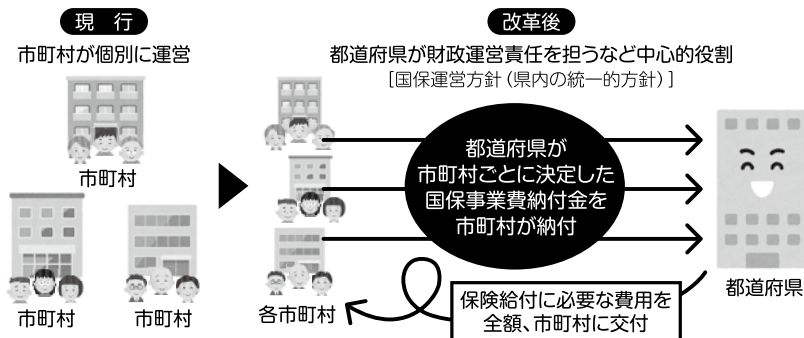 現　行
市町村が個別に運営
市町村
市町村
市町村
改革後
都道府県が財政運営責任を担うなど中心的役割
［国保運営方針（県内の統一的方針）］
都道府県が
市町村ごとに決定した
国保事業費納付金を
市町村が納付
各市町村
保険給付に必要な費用を
全額、市町村に交付
都道府県